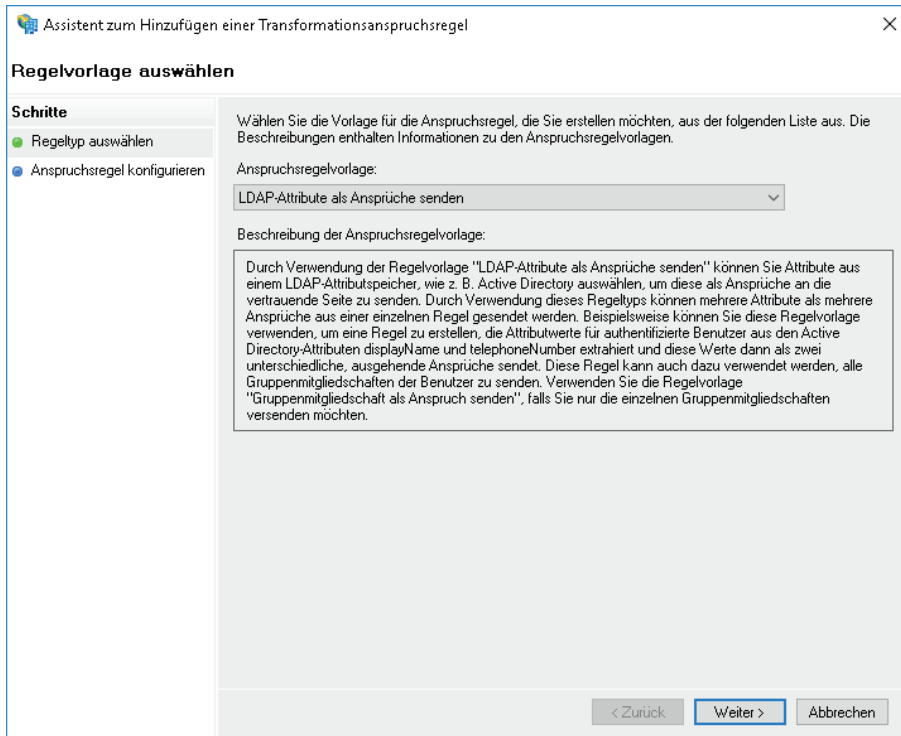 Assistent zum Hinzufügen einer Transformationsanspruchsregel
Regelvorlage auswählen
Schritte
Regeltyp auswählen
Anspruchsregel konfigurieren
Wählen Sie die Vorlage für die Anspruchsregel, die Sie erstellen möchten, aus der folgenden Liste aus. Die
Beschreibungen enthalten Informationen zu den Anspruchsregelvorlagen.
Anspruchsregelvorlage:
LDAP-Attribute als Ansprüche senden
Beschreibung der Anspruchsregelvorlage:
Durch Verwendung der Regelvorlage "LDAP-Attribute als Ansprüche senden" können Sie Attribute aus
einem LDAP-Attributspeicher, wie z. B. Active Directory auswählen, um diese als Ansprüche an die
vertrauende Seite zu senden. Durch Verwendung dieses Regeltyps können mehrere Attribute als mehrere
Ansprüche aus einer einzelnen Regel gesendet werden. Beispielsweise können Sie diese Regelvorlage
verwenden, um eine Regel zu erstellen, die Attributwerte für authentifizierte Benutzer aus den Active
Directory-Attributen displayName und telephoneNumber extrahiert und diese Werte dann als zwei
unterschiedliche, ausgehende Ansprüche sendet. Diese Regel kann auch dazu verwendet werden, alle
Gruppenmitgliedschaften der Benutzer zu senden. Verwenden Sie die Regelvorlage
"Gruppenmitgliedschaft als Anspruch senden", falls Sie nur die einzelnen Gruppenmitgliedschaften
versenden möchten.
< Zurück
Weiter >
Abbrechen